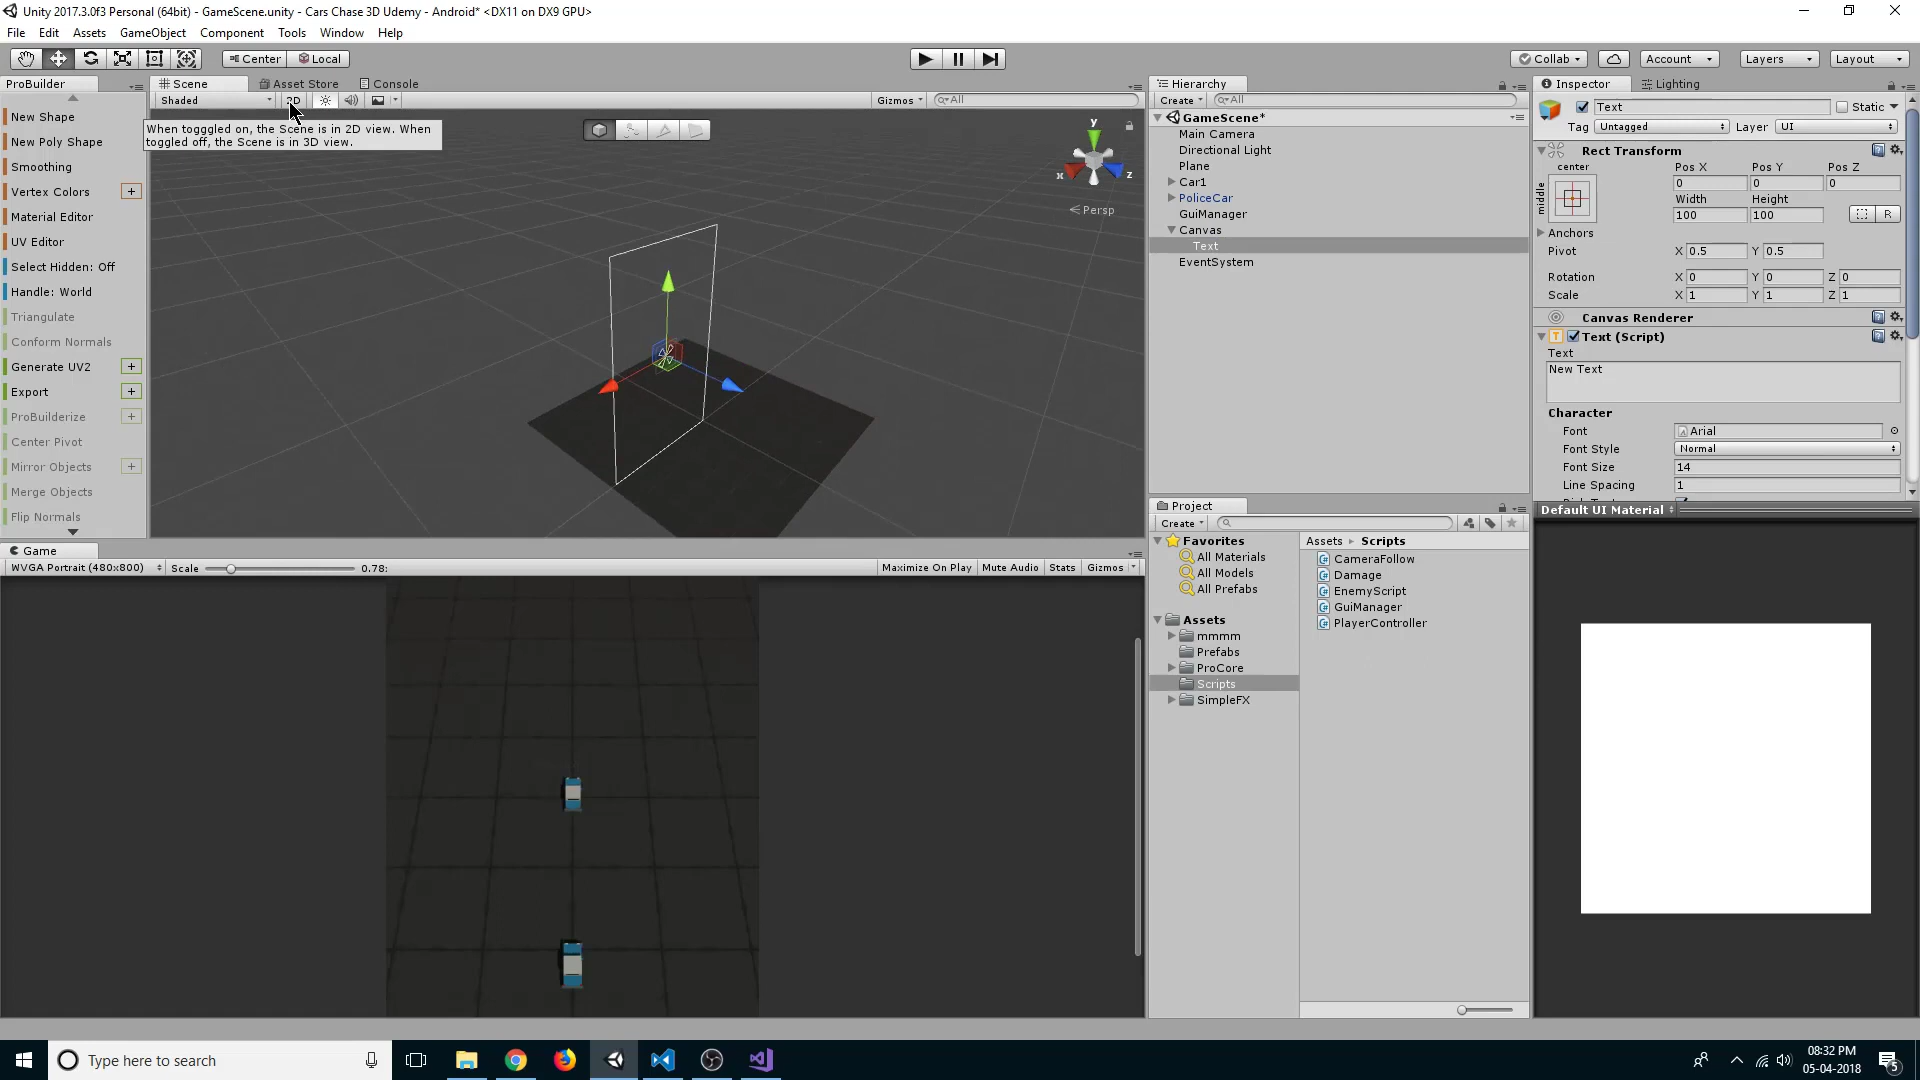 Unity 2017.3.0f3 Personal (64bit) - GameScene.unity - Cars Chase 3D Udemy - Android* <DX11 on DX9 GPU>
File Edit Assets GameObject Component Tools Window Help
Center Local
Collab Account Layers Layout
ProBuilder
New Shape
New Poly Shape
Smoothing
Vertex Colors +
Material Editor
UV Editor
Select Hidden: Off
Handle: World
Triangulate
Conform Normals
Generate UV2 +
Export +
ProBuilderize +
Center Pivot
Mirror Objects +
Merge Objects
Flip Normals
Scene Asset Store Console
Shaded 2D Gizmos All
When togggled on, the Scene is in 2D view. When
toggled off, the Scene is in 3D view.
y
x z
Persp
Game
WVGA Portrait (480x800) Scale 0.78: Maximize On Play Mute Audio Stats Gizmos
Hierarchy
Create All
GameScene*
Main Camera
Directional Light
Plane
Car1
PoliceCar
GuiManager
Canvas
Text
EventSystem
Project
Create
Favorites
All Materials
All Models
All Prefabs
Assets
mmmm
Prefabs
ProCore
Scripts
SimpleFX
Assets Scripts
CameraFollow
Damage
EnemyScript
GuiManager
PlayerController
Inspector Lighting
Text Static
Tag Untagged Layer UI
Rect Transform
center Pos X Pos Y Pos Z
middle 0 0 0
Width Height
100 100 R
Anchors
Pivot X 0.5 Y 0.5
Rotation X 0 Y 0 Z 0
Scale X 1 Y 1 Z 1
Canvas Renderer
T Text (Script)
Text
New Text
Character
Font Arial
Font Style Normal
Font Size 14
Line Spacing 1
Default UI Material
Type here to search
08:32 PM
05-04-2018
5